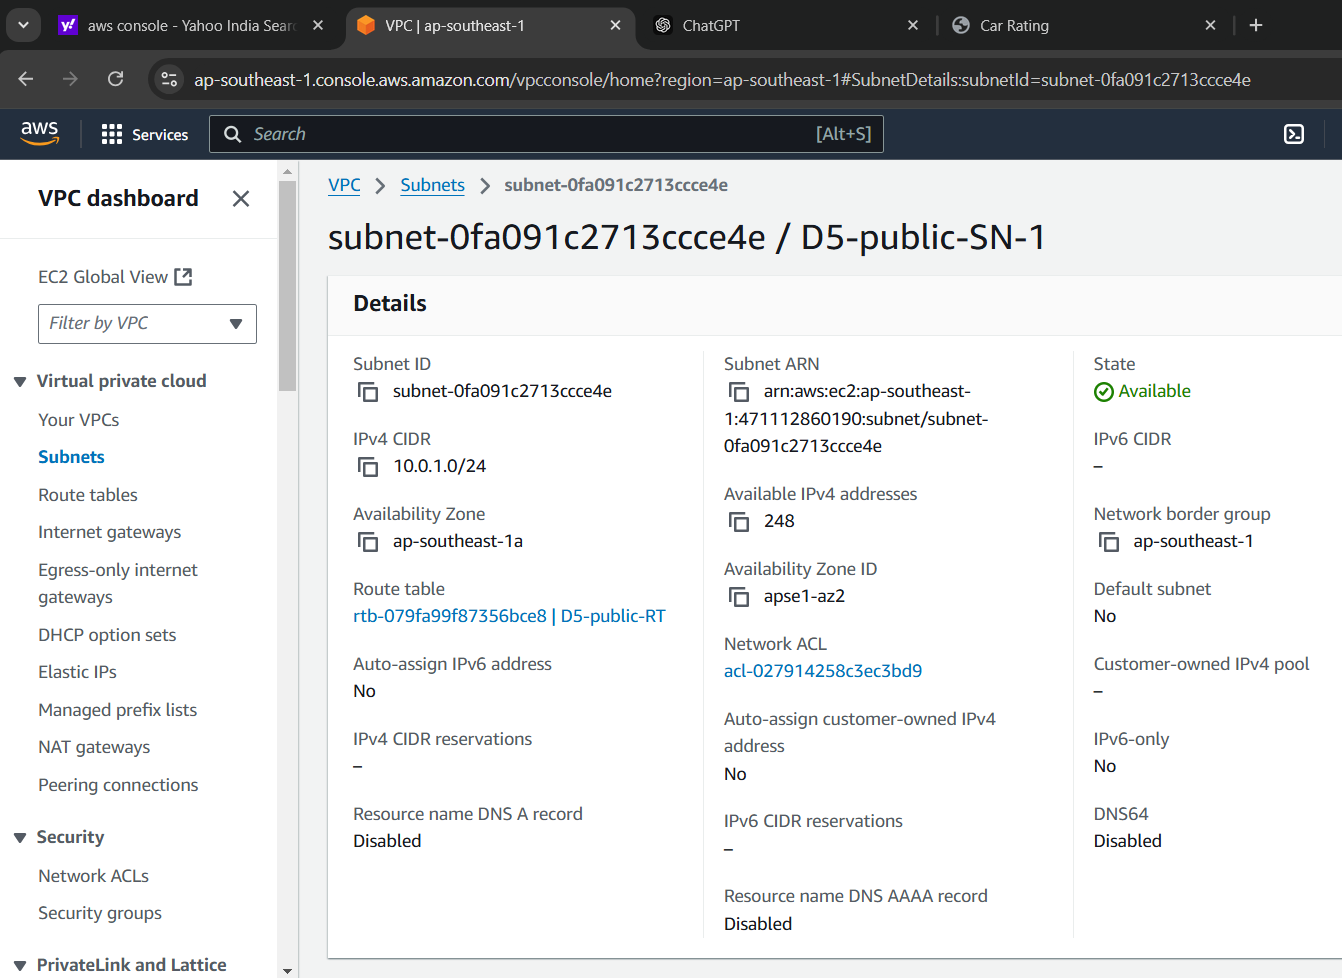 aws console - Yahoo India Sear
VPC | ap-southeast-1
ChatGPT
Car Rating
ap-southeast-1.console.aws.amazon.com/vpcconsole/home?region=ap-southeast-1#SubnetDetails:subnetId=subnet-0fa091c2713ccce4e
aws
Services
Search
[Alt+S]
VPC dashboard
EC2 Global View
Filter by VPC
Virtual private cloud
Your VPCs
Subnets
Route tables
Internet gateways
Egress-only internet
gateways
DHCP option sets
Elastic IPs
Managed prefix lists
NAT gateways
Peering connections
Security
Network ACLs
Security groups
PrivateLink and Lattice
VPC > Subnets > subnet-0fa091c2713ccce4e
subnet-0fa091c2713ccce4e / D5-public-SN-1
Details
Subnet ID
subnet-0fa091c2713ccce4e
IPv4 CIDR
10.0.1.0/24
Availability Zone
ap-southeast-1a
Route table
rtb-079fa99f87356bce8 | D5-public-RT
Auto-assign IPv6 address
No
IPv4 CIDR reservations
–
Resource name DNS A record
Disabled
Subnet ARN
arn:aws:ec2:ap-southeast-
1:471112860190:subnet/subnet-
0fa091c2713ccce4e
Available IPv4 addresses
248
Availability Zone ID
apse1-az2
Network ACL
acl-027914258c3ec3bd9
Auto-assign customer-owned IPv4
address
No
IPv6 CIDR reservations
–
Resource name DNS AAAA record
Disabled
State
Available
IPv6 CIDR
–
Network border group
ap-southeast-1
Default subnet
No
Customer-owned IPv4 pool
–
IPv6-only
No
DNS64
Disabled